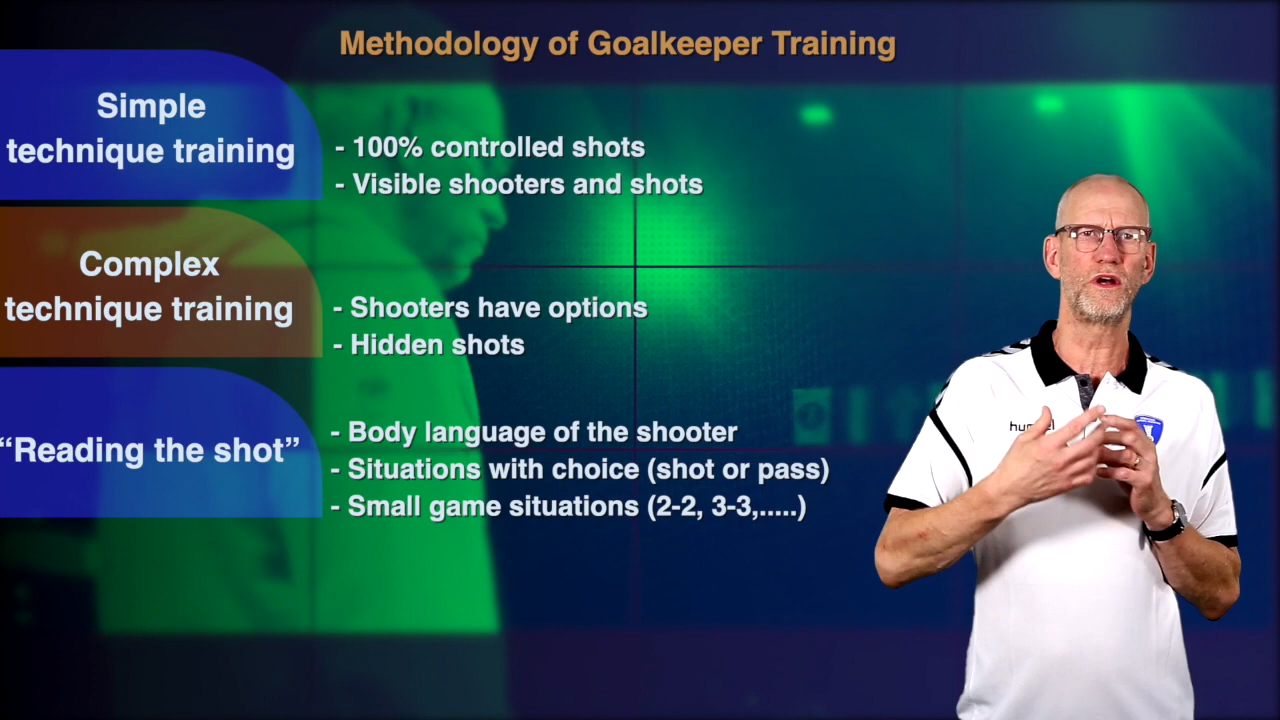 Methodology of Goalkeeper Training
Simple
technique training
- 100% controlled shots
- Visible shooters and shots
Complex
technique training
- Shooters have options
- Hidden shots
“Reading the shot”
- Body language of the shooter
- Situations with choice (shot or pass)
- Small game situations (2-2, 3-3,.....)